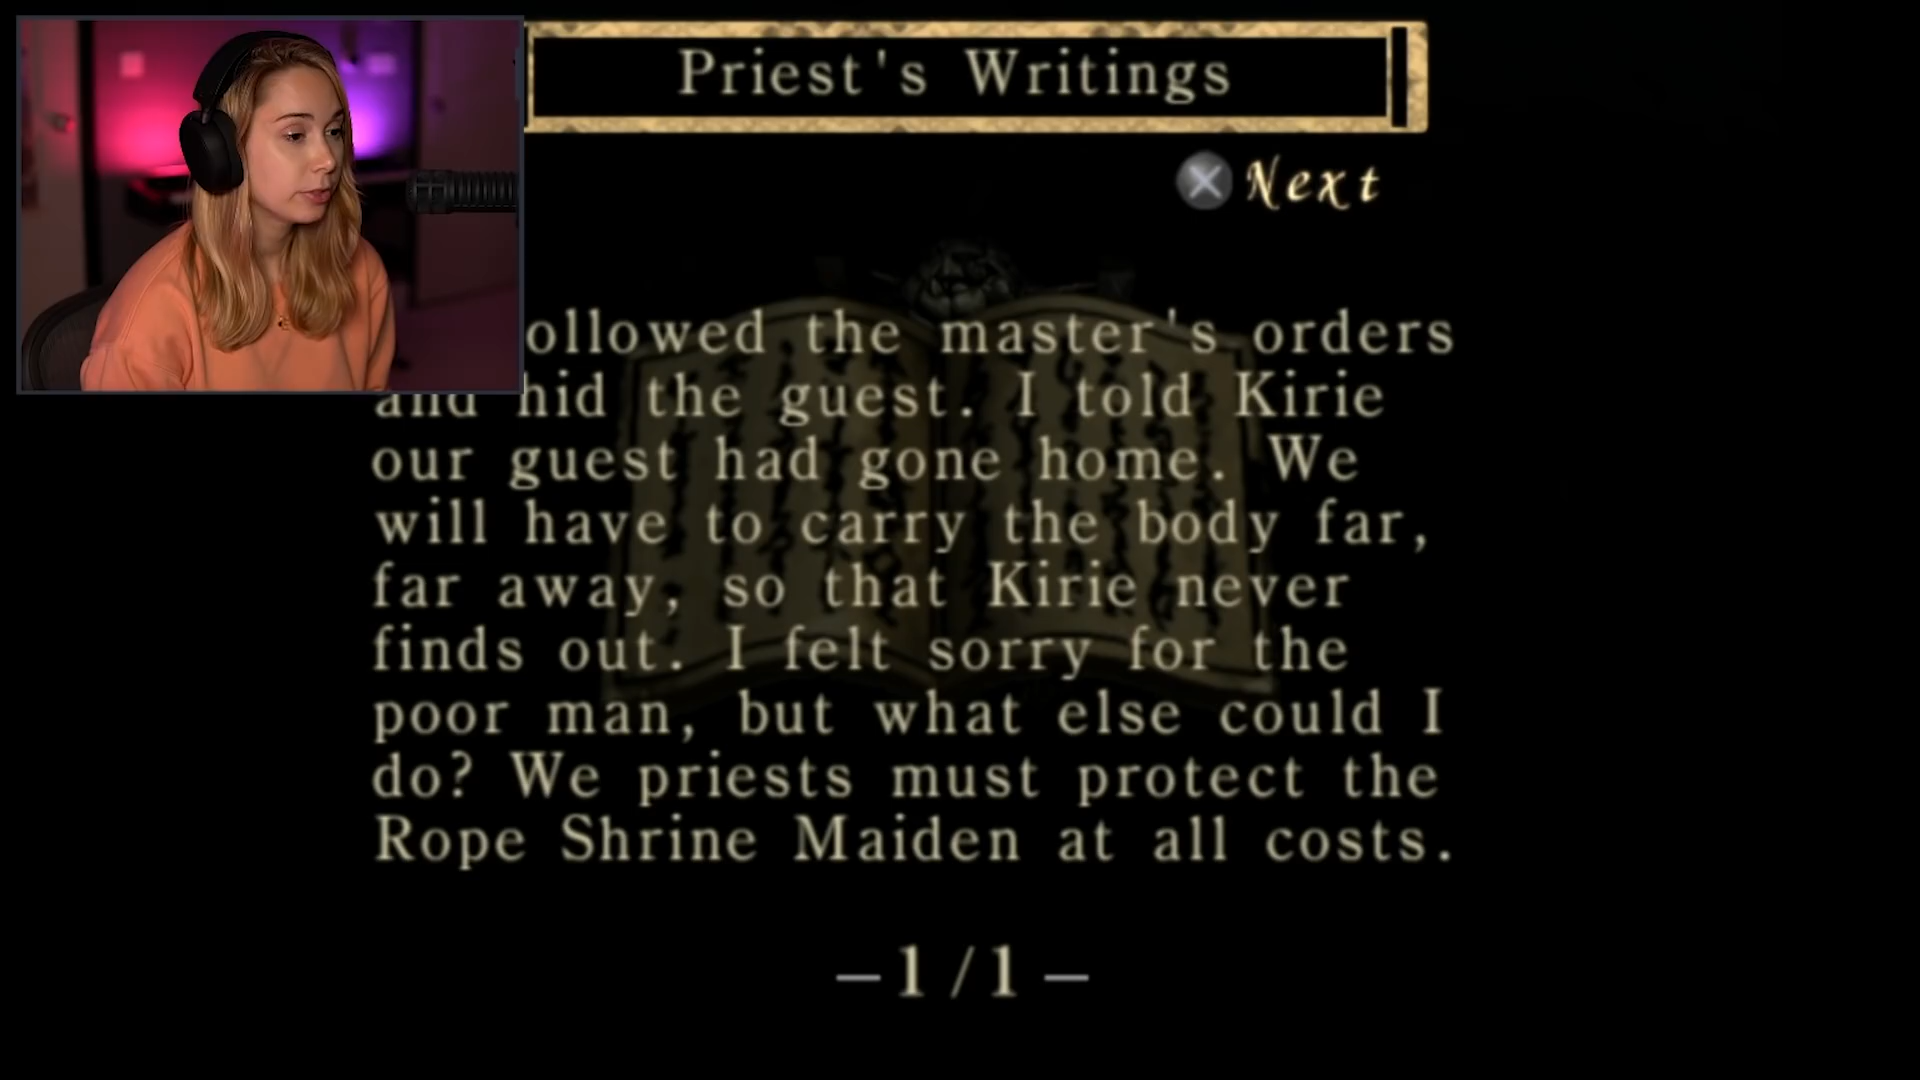 Priest's Writings
Next
ollowed the master's orders
and hid the guest. I told Kirie
our guest had gone home. We
will have to carry the body far,
far away, so that Kirie never
finds out. I felt sorry for the
poor man, but what else could I
do? We priests must protect the
Rope Shrine Maiden at all costs.
—1/1—